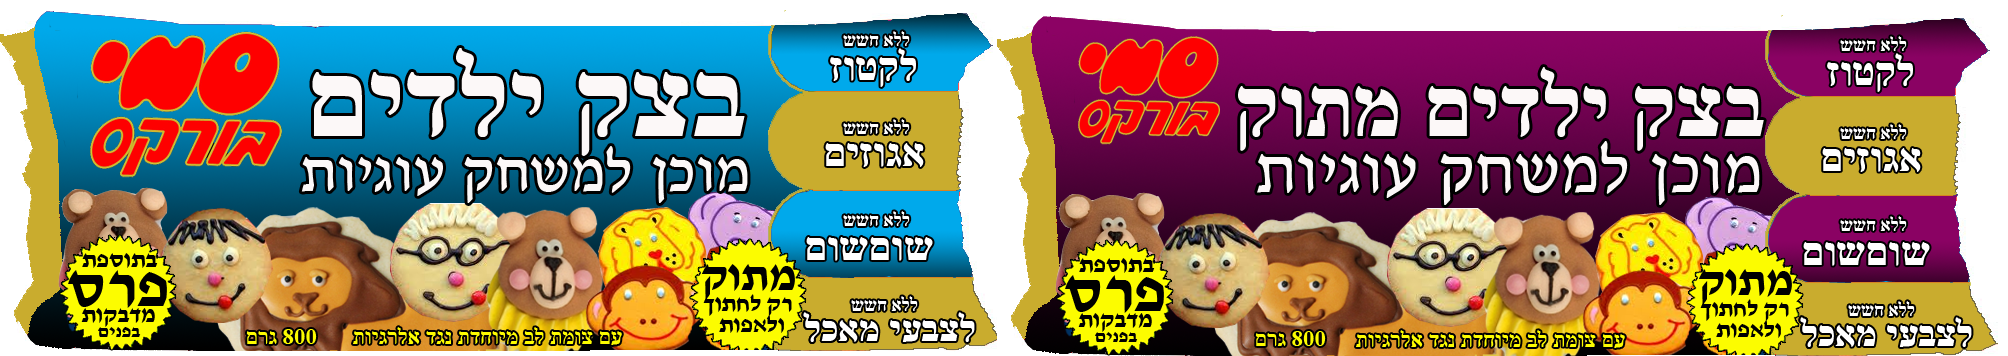 סמי
בורקס
בצק ילדים
מוכן למשחק עוגיות
ללא חשש
לקטוז
ללא חשש
אגוזים
ללא חשש
שומשום
ללא חשש
לצבעי מאכל
בתוספת
פרס
מדבקות
בפנים
מתוק
רק לחתוך
ולאפות
עם צומת לב מיוחדת נגד אלרגיות
800 גרם
סמי
בורקס
בצק ילדים מתוק
מוכן למשחק עוגיות
ללא חשש
לקטוז
ללא חשש
אגוזים
ללא חשש
שומשום
ללא חשש
לצבעי מאכל
בתוספת
פרס
מדבקות
בפנים
מתוק
רק לחתוך
ולאפות
עם צומת לב מיוחדת נגד אלרגיות
800 גרם